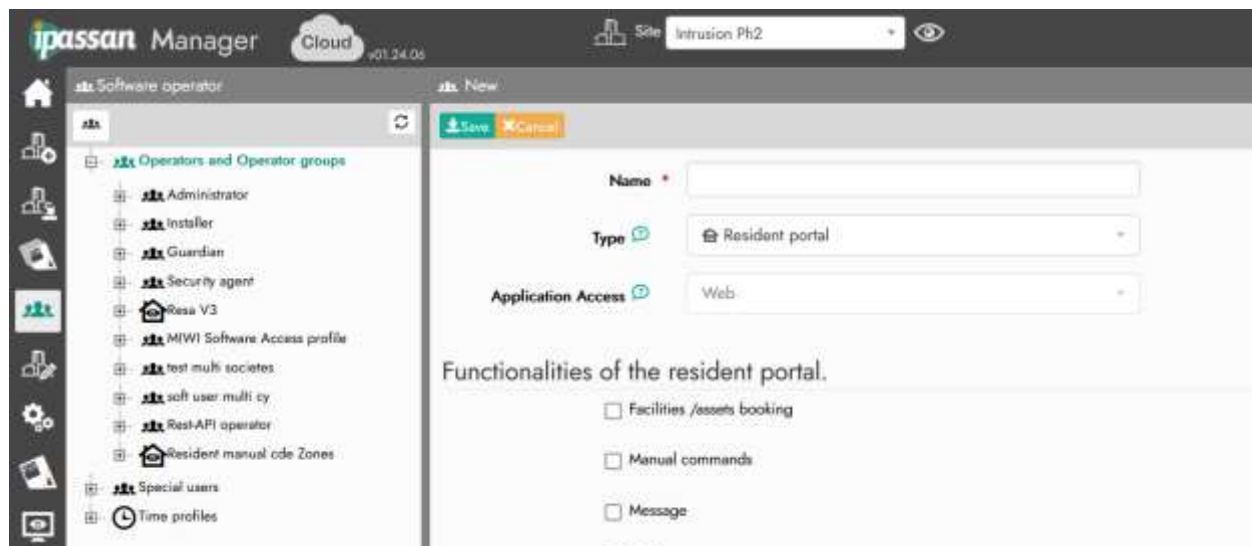 ipassan Manager Cloud v01.24.06 Site Intrusion Ph2
Software operator
New
Save Cancel
Operators and Operator groups
Administrator
Installer
Guardian
Security agent
Resa V3
MIWI Software Access profile
test multi societes
soft user multi cy
Rest-API operator
Resident manual cde Zones
Special users
Time profiles
Name *
Type ? Resident portal
Application Access ? Web
Functionalities of the resident portal.
Facilities /assets booking
Manual commands
Message